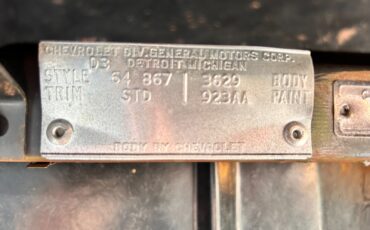 CHEVROLET DIV. GENERAL MOTORS CORP.
D3 DETROIT, MICHIGAN
STYLE 64 867 3629 BODY
TRIM STD 923AA PAINT
BODY BY CHEVROLET